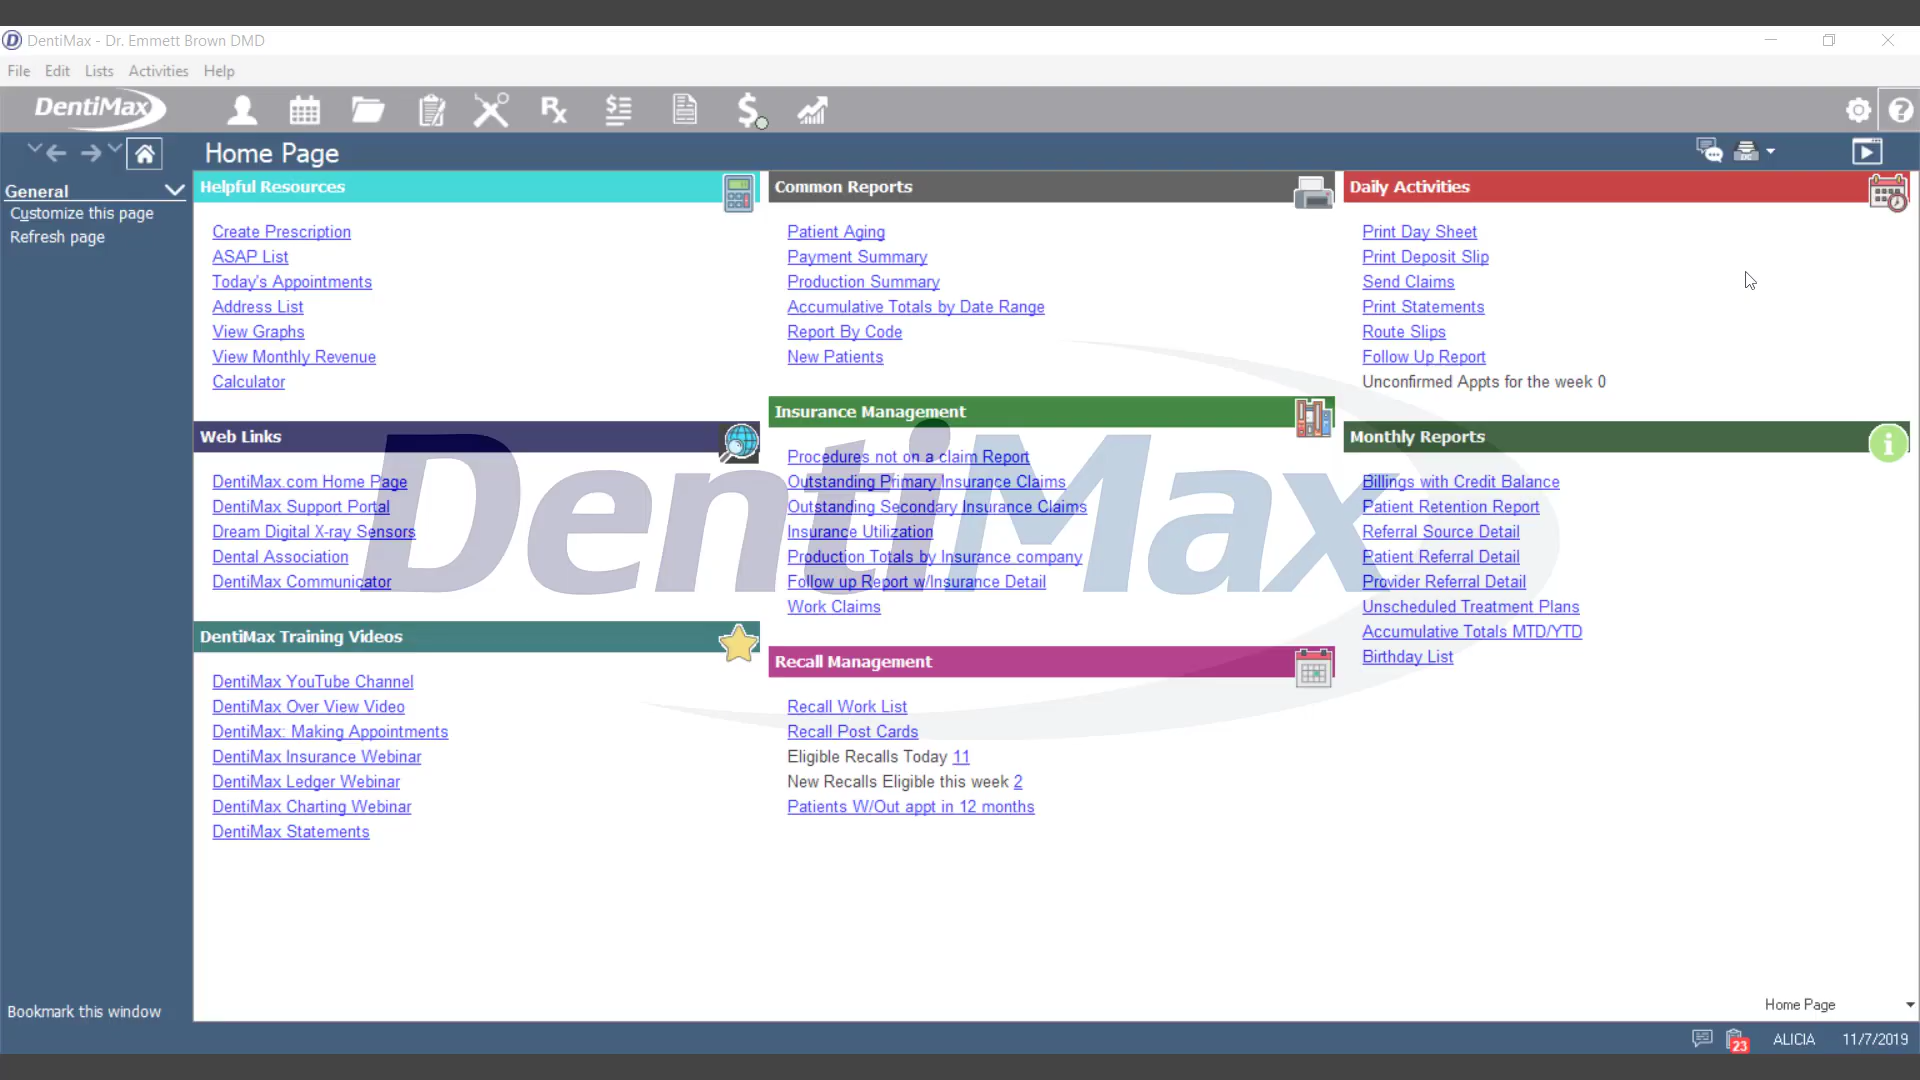 DentiMax - Dr. Emmett Brown DMD
File Edit Lists Activities Help
DentiMax
Rx
Home Page
General
Customize this page
Refresh page
Helpful Resources
Create Prescription
ASAP List
Today's Appointments
Address List
View Graphs
View Monthly Revenue
Calculator
Web Links
DentiMax.com Home Page
DentiMax Support Portal
Dream Digital X-ray Sensors
Dental Association
DentiMax Communicator
DentiMax Training Videos
DentiMax YouTube Channel
DentiMax Over View Video
DentiMax: Making Appointments
DentiMax Insurance Webinar
DentiMax Ledger Webinar
DentiMax Charting Webinar
DentiMax Statements
Common Reports
Patient Aging
Payment Summary
Production Summary
Accumulative Totals by Date Range
Report By Code
New Patients
Insurance Management
Procedures not on a claim Report
Outstanding Primary Insurance Claims
Outstanding Secondary Insurance Claims
Insurance Utilization
Production Totals by Insurance company
Follow up Report w/Insurance Detail
Work Claims
Recall Management
Recall Work List
Recall Post Cards
Eligible Recalls Today 11
New Recalls Eligible this week 2
Patients W/Out appt in 12 months
Daily Activities
Print Day Sheet
Print Deposit Slip
Send Claims
Print Statements
Route Slips
Follow Up Report
Unconfirmed Appts for the week 0
Monthly Reports
Billings with Credit Balance
Patient Retention Report
Referral Source Detail
Patient Referral Detail
Provider Referral Detail
Unscheduled Treatment Plans
Accumulative Totals MTD/YTD
Birthday List
DentiMax
Home Page
Bookmark this window
23 ALICIA 11/7/2019